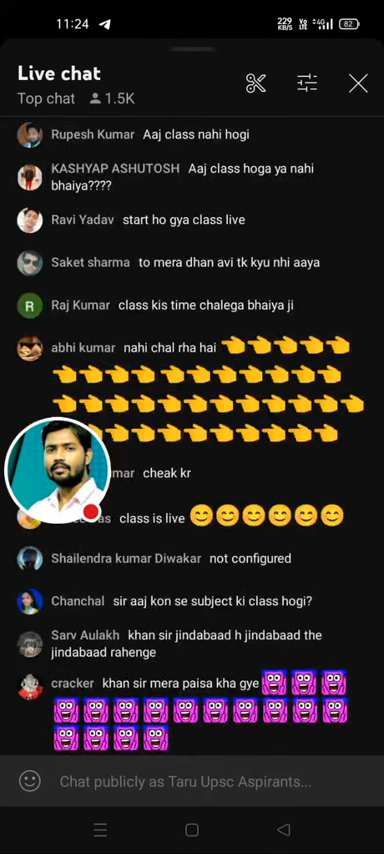 11:24
229 KB/S Vo LTE 4G 82
Live chat
Top chat 1.5K
Rupesh Kumar Aaj class nahi hogi
KASHYAP ASHUTOSH Aaj class hoga ya nahi
bhaiya????
Ravi Yadav start ho gya class live
Saket sharma to mera dhan avi tk kyu nhi aaya
R
Raj Kumar class kis time chalega bhaiya ji
abhi kumar nahi chal rha hai 👈👈👈👈👈
👈👈👈👈👈👈👈👈👈👈👈
👈👈👈👈👈👈👈👈👈👈👈👈
👈👈👈👈👈👈👈👈👈👈
mar cheak kr
as class is live 😊😊😊😊😊😊
Shailendra kumar Diwakar not configured
Chanchal sir aaj kon se subject ki class hogi?
Sarv Aulakh khan sir jindabaad h jindabaad the
jindabaad rahenge
cracker khan sir mera paisa kha gye
Chat publicly as Taru Upsc Aspirants...